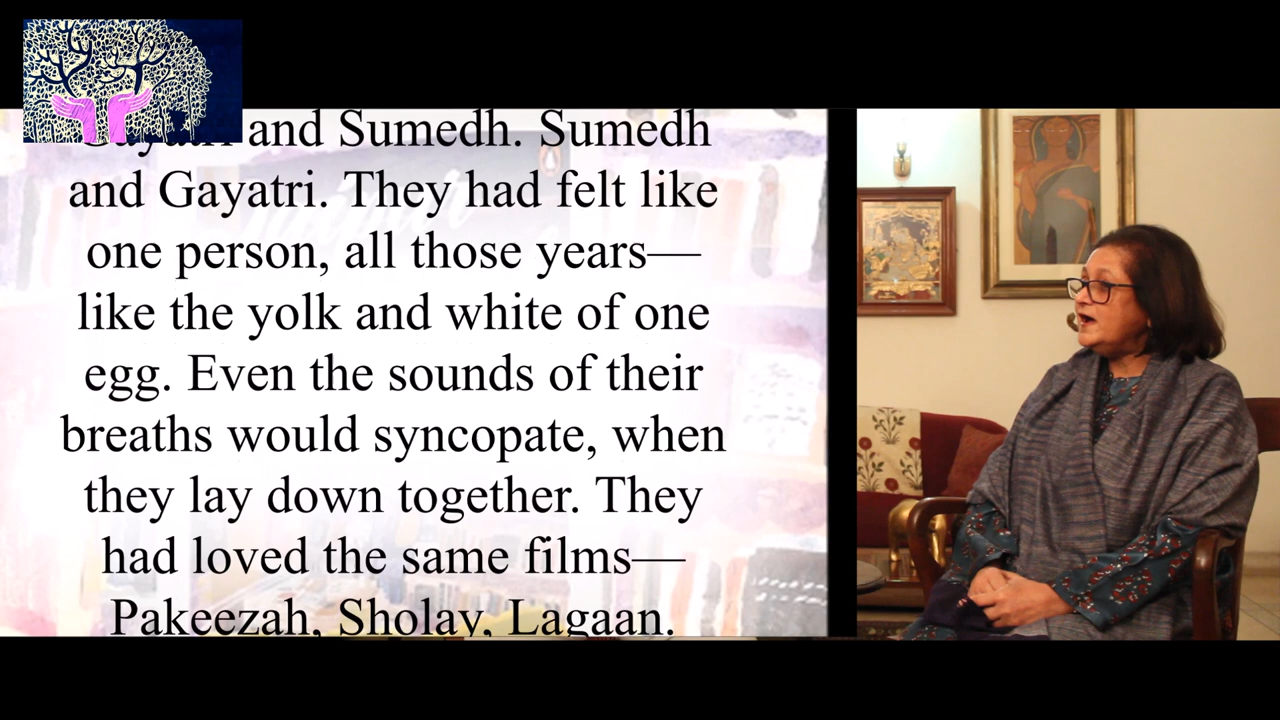 Gayatri and Sumedh. Sumedh
and Gayatri. They had felt like
one person, all those years—
like the yolk and white of one
egg. Even the sounds of their
breaths would syncopate, when
they lay down together. They
had loved the same films—
Pakeezah, Sholay, Lagaan.